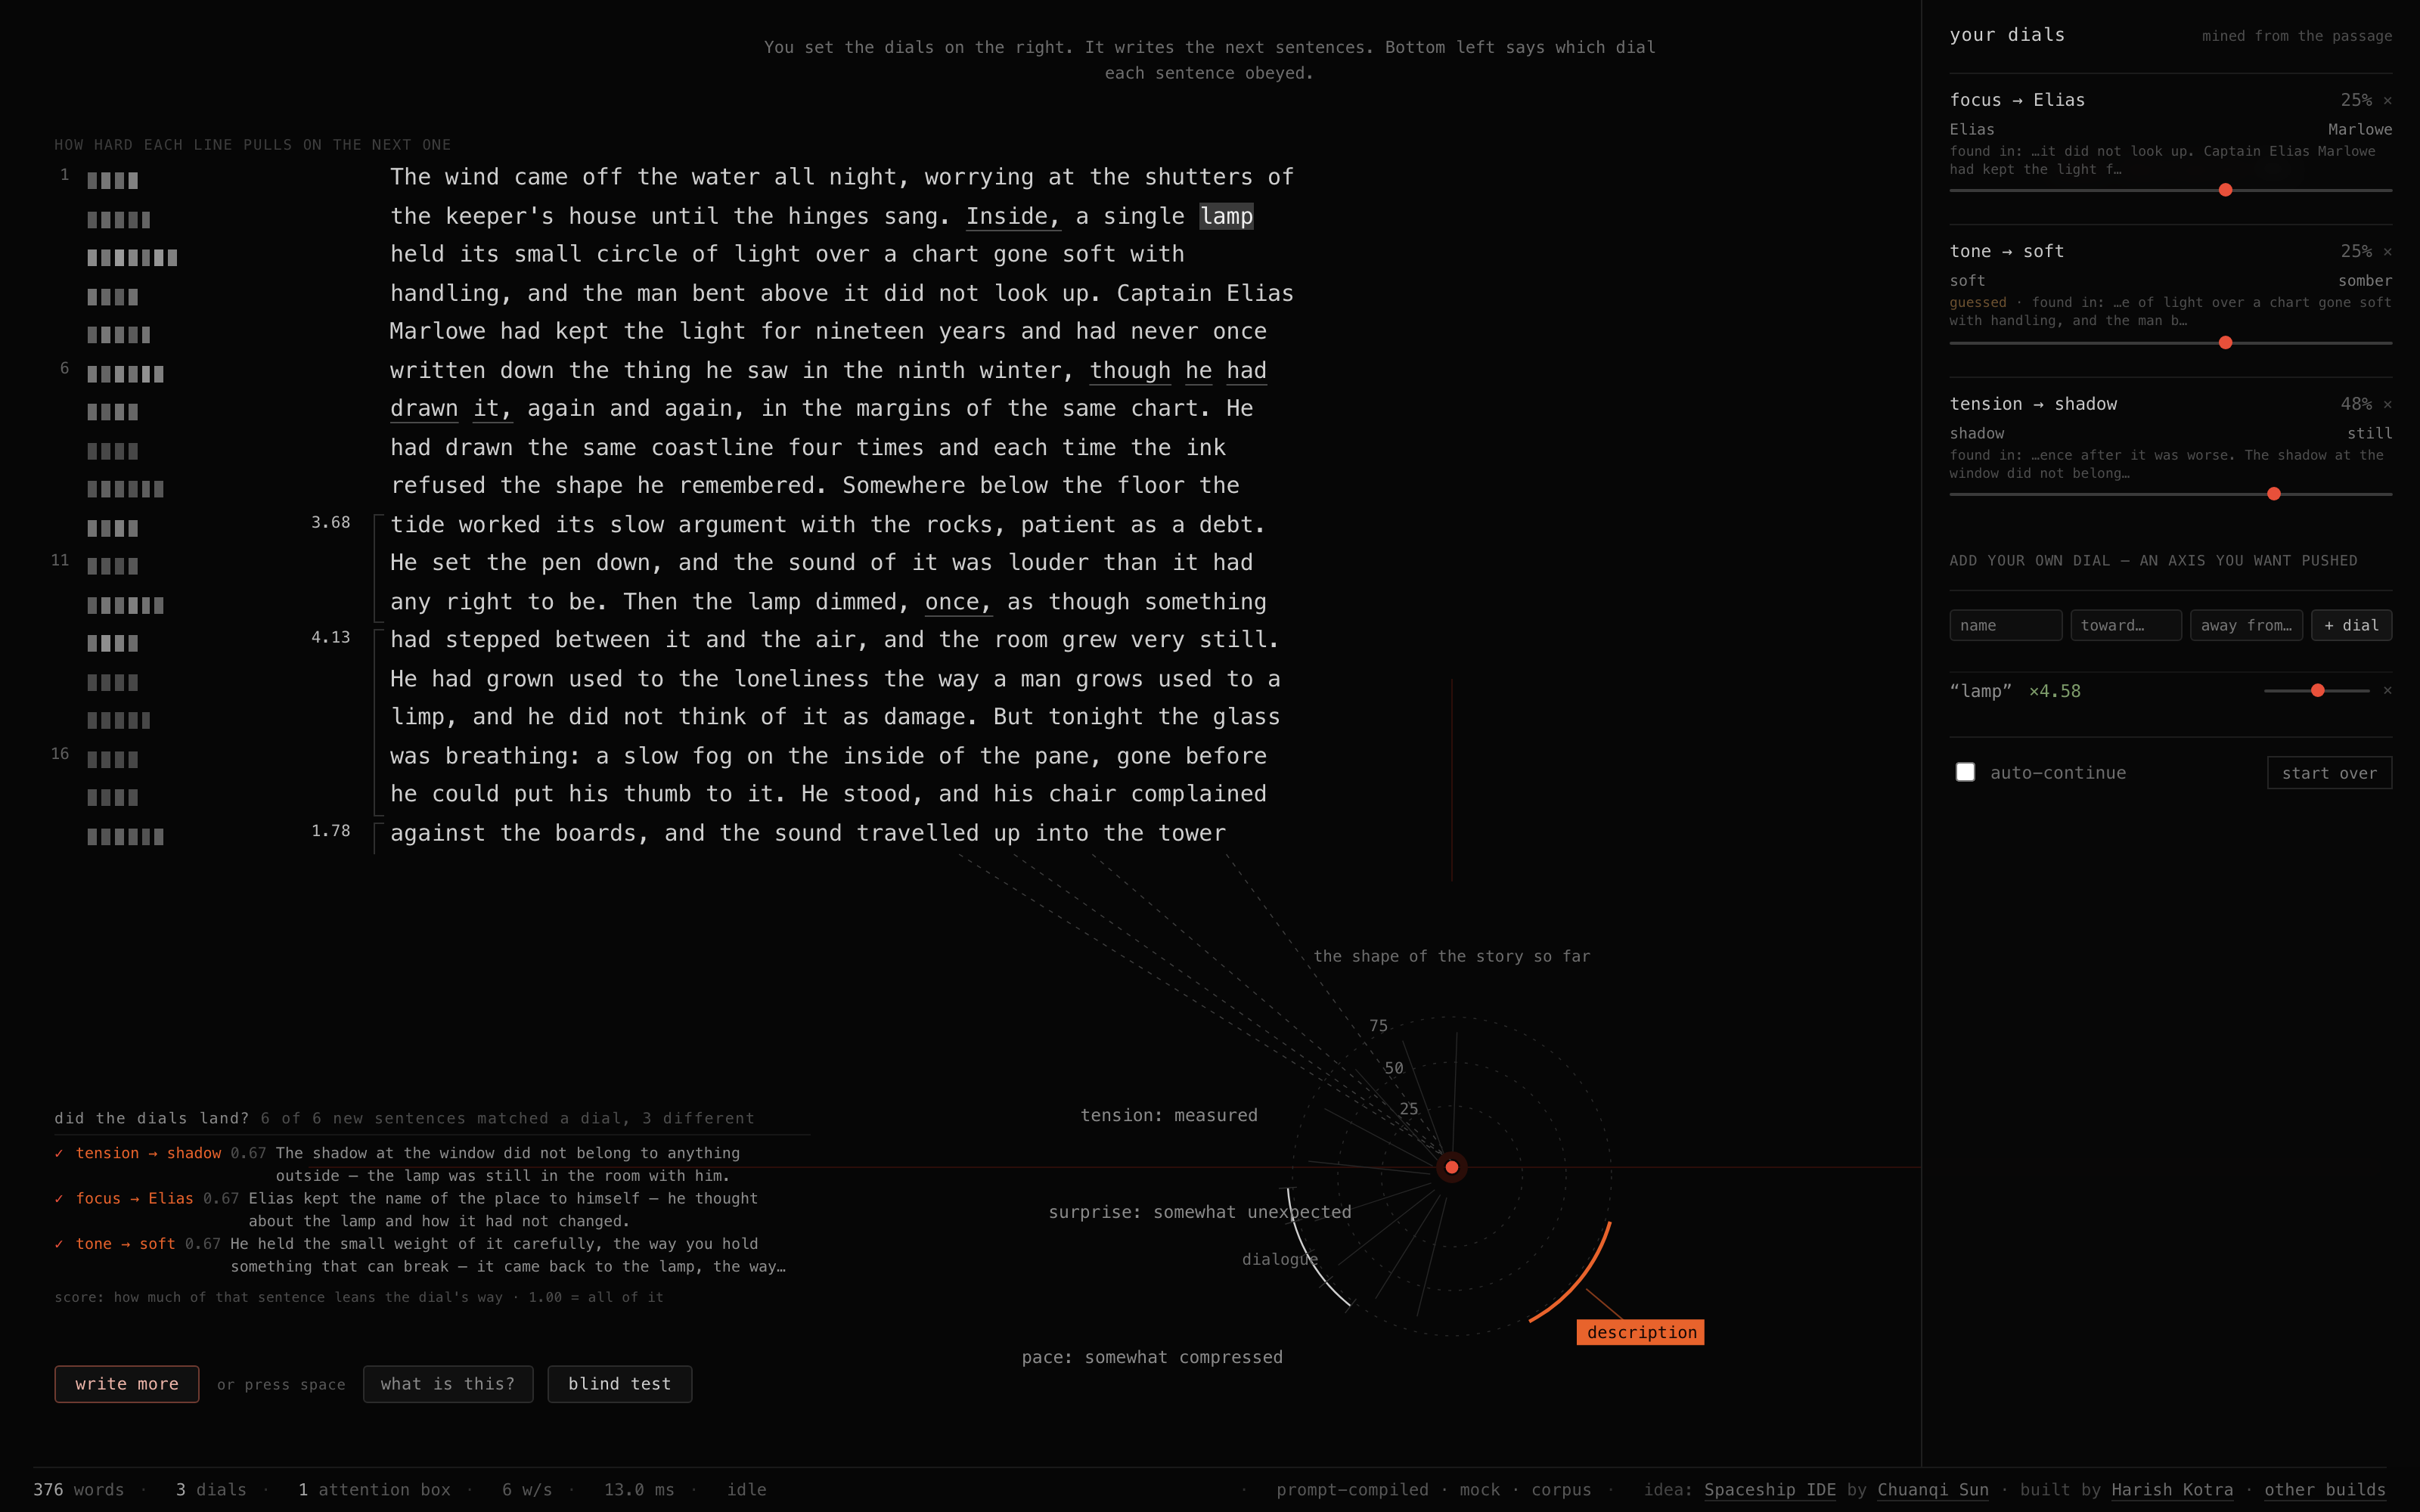 You set the dials on the right. It writes the next sentences. Bottom left says which dial
each sentence obeyed.
HOW HARD EACH LINE PULLS ON THE NEXT ONE
1 The wind came off the water all night, worrying at the shutters of
the keeper's house until the hinges sang. Inside, a single lamp
held its small circle of light over a chart gone soft with
handling, and the man bent above it did not look up. Captain Elias
Marlowe had kept the light for nineteen years and had never once
6 written down the thing he saw in the ninth winter, though he had
drawn it, again and again, in the margins of the same chart. He
had drawn the same coastline four times and each time the ink
refused the shape he remembered. Somewhere below the floor the
3.68 tide worked its slow argument with the rocks, patient as a debt.
11 He set the pen down, and the sound of it was louder than it had
any right to be. Then the lamp dimmed, once, as though something
4.13 had stepped between it and the air, and the room grew very still.
He had grown used to the loneliness the way a man grows used to a
limp, and he did not think of it as damage. But tonight the glass
16 was breathing: a slow fog on the inside of the pane, gone before
he could put his thumb to it. He stood, and his chair complained
1.78 against the boards, and the sound travelled up into the tower
the shape of the story so far
75
50
25
tension: measured
surprise: somewhat unexpected
dialogue
description
pace: somewhat compressed
did the dials land? 6 of 6 new sentences matched a dial, 3 different
✓ tension → shadow 0.67 The shadow at the window did not belong to anything
outside — the lamp was still in the room with him.
✓ focus → Elias 0.67 Elias kept the name of the place to himself — he thought
about the lamp and how it had not changed.
✓ tone → soft 0.67 He held the small weight of it carefully, the way you hold
something that can break — it came back to the lamp, the way…
score: how much of that sentence leans the dial's way · 1.00 = all of it
write more or press space what is this? blind test
your dials mined from the passage
focus → Elias 25% ×
Elias Marlowe
found in: …it did not look up. Captain Elias Marlowe
had kept the light f…
tone → soft 25% ×
soft somber
guessed · found in: …e of light over a chart gone soft
with handling, and the man b…
tension → shadow 48% ×
shadow still
found in: …ence after it was worse. The shadow at the
window did not belong…
ADD YOUR OWN DIAL — AN AXIS YOU WANT PUSHED
name toward… away from… + dial
“lamp” ×4.58 ×
auto-continue start over
376 words · 3 dials · 1 attention box · 6 w/s · 13.0 ms · idle
· prompt-compiled · mock · corpus · idea: Spaceship IDE by Chuanqi Sun · built by Harish Kotra · other builds